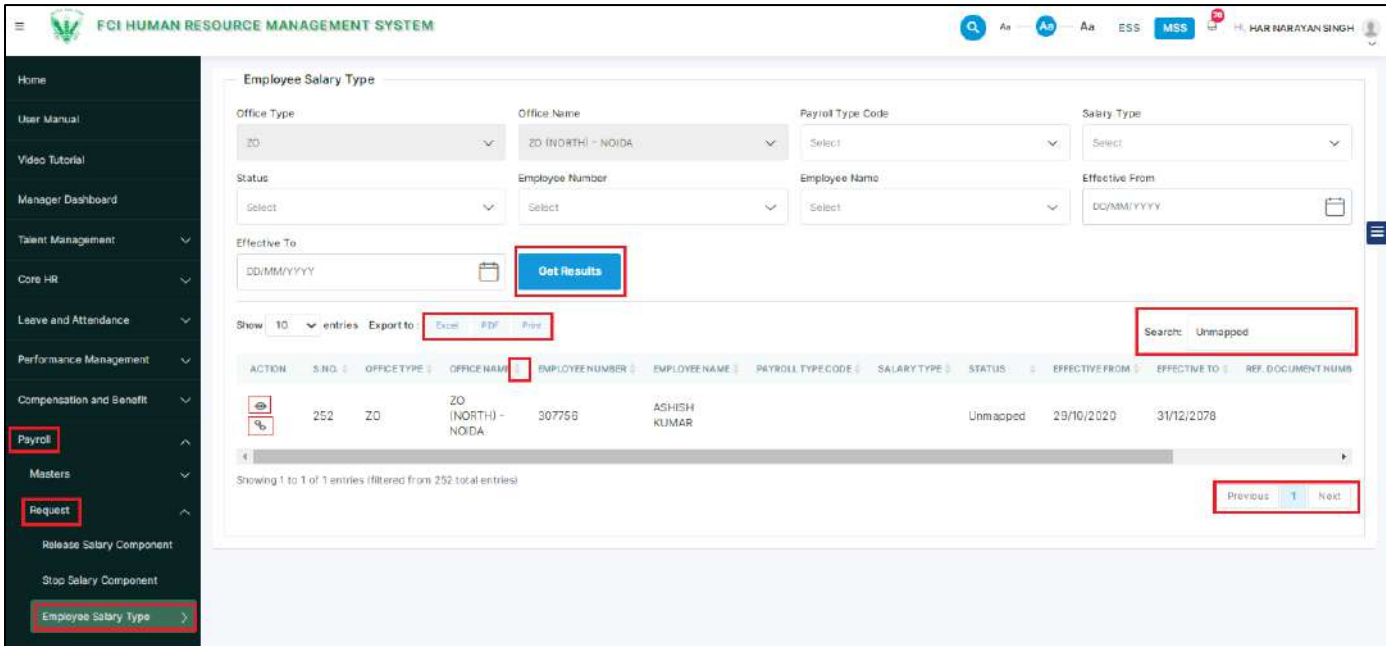 FCI HUMAN RESOURCE MANAGEMENT SYSTEM
Aa Aa Aa ESS MSS 26 Hi, HAR NARAYAN SINGH
Home
User Manual
Video Tutorial
Manager Dashboard
Talent Management
Core HR
Leave and Attendance
Performance Management
Compensation and Benefit
Payroll
Masters
Request
Release Salary Component
Stop Salary Component
Employee Salary Type
Employee Salary Type
Office Type Office Name Payroll Type Code Salary Type
ZO ZO (NORTH) - NOIDA Select Select
Status Employee Number Employee Name Effective From
Select Select Select DD/MM/YYYY
Effective To
DD/MM/YYYY Get Results
Show 10 entries Export to : Excel PDF Print Search: Unmapped
ACTION S.NO. OFFICE TYPE OFFICE NAME EMPLOYEE NUMBER EMPLOYEE NAME PAYROLL TYPE CODE SALARY TYPE STATUS EFFECTIVE FROM EFFECTIVE TO REF. DOCUMENT NUMB
252 ZO ZO (NORTH) - NOIDA 307756 ASHISH KUMAR Unmapped 29/10/2020 31/12/2078
Showing 1 to 1 of 1 entries (filtered from 252 total entries)
Previous 1 Next